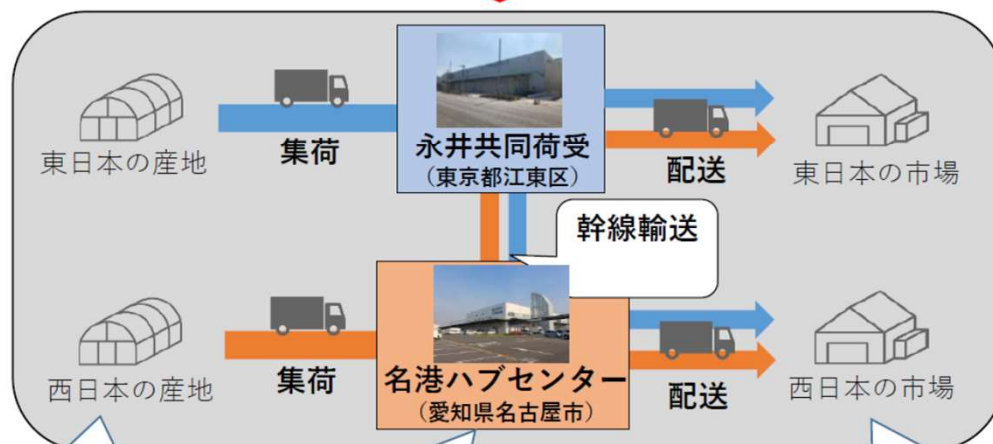 東日本の産地
集荷
永井共同荷受
（東京都江東区）
配送
東日本の市場
幹線輸送
西日本の産地
集荷
名港ハブセンター
（愛知県名古屋市）
配送
西日本の市場